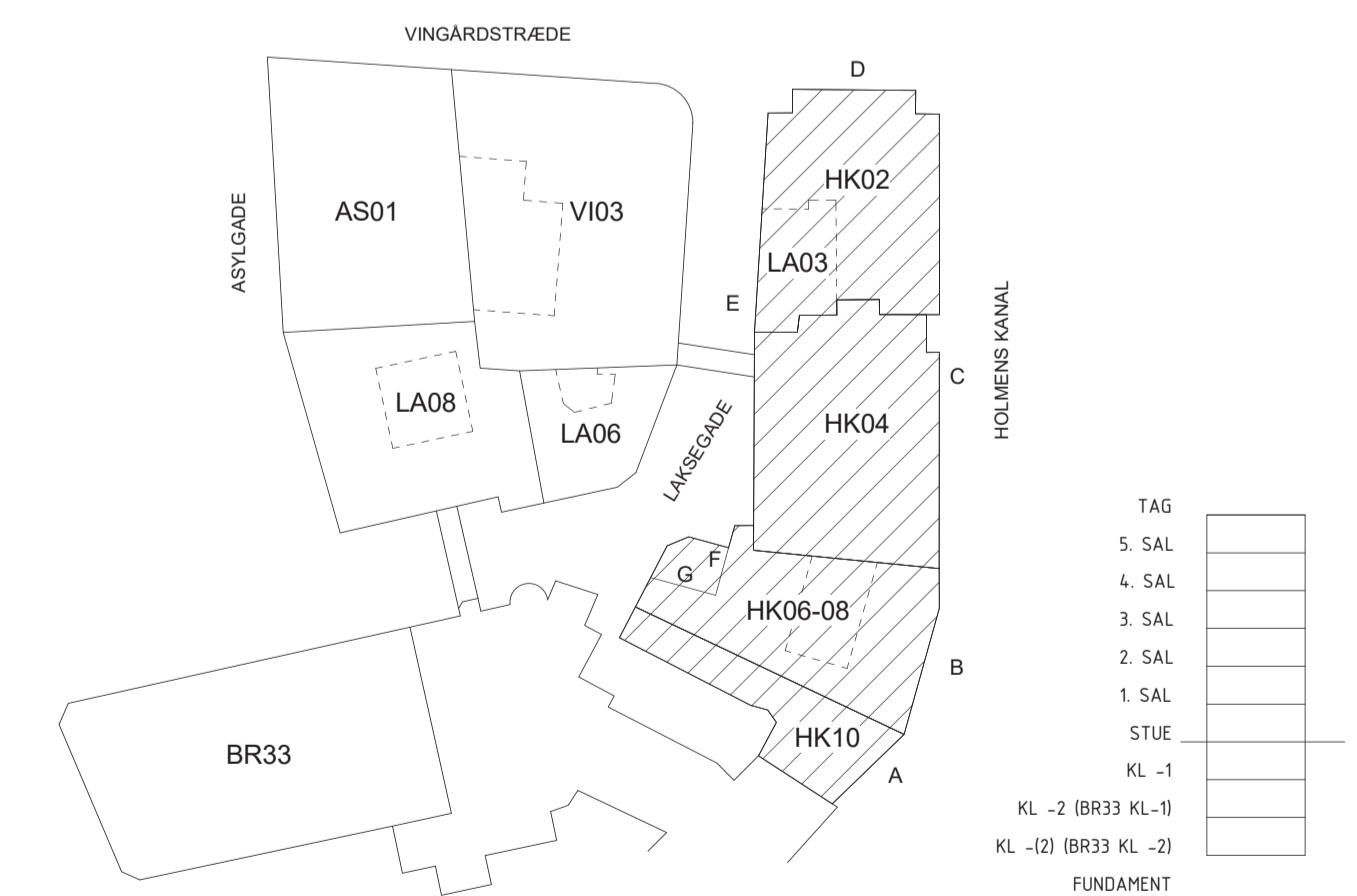 VINGÅRDSTRÆDE
D
HK02
AS01
VI03
ASYLGADE
LA03
E
HOLMENS KANAL
C
LA08
HK04
LA06
LAKSEGADE
TAG
5. SAL
F
G
4. SAL
HK06-08
3. SAL
2. SAL
B
1. SAL
STUE
HK10
BR33
A
KL -1
KL -2 (BR33 KL-1)
KL -(2) (BR33 KL -2)
FUNDAMENT